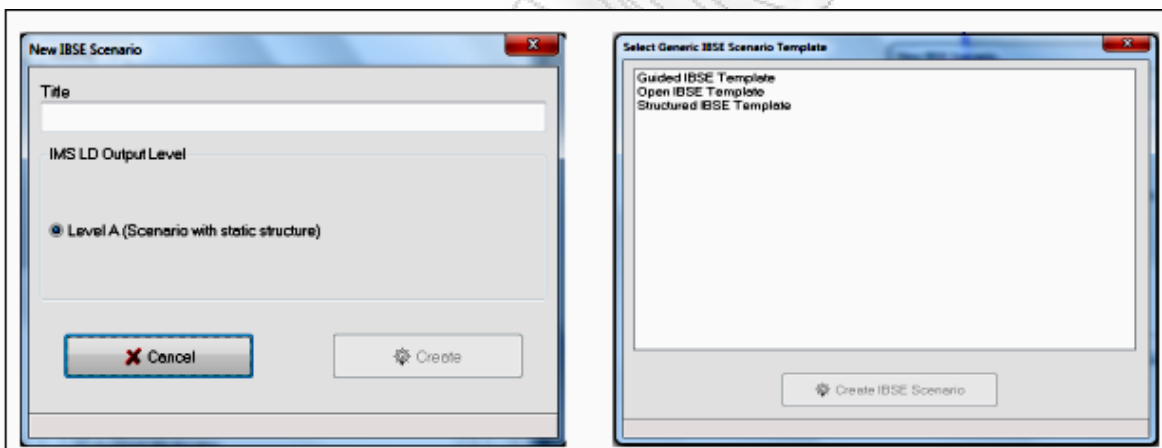 New IBSE Scenario
Title
IMS LD Output Level
Level A (Scenario with static structure)
Cancel
Create
Select Generic IBSE Scenario Template
Guided IBSE Template
Open IBSE Template
Structured IBSE Template
Create IBSE Scenario